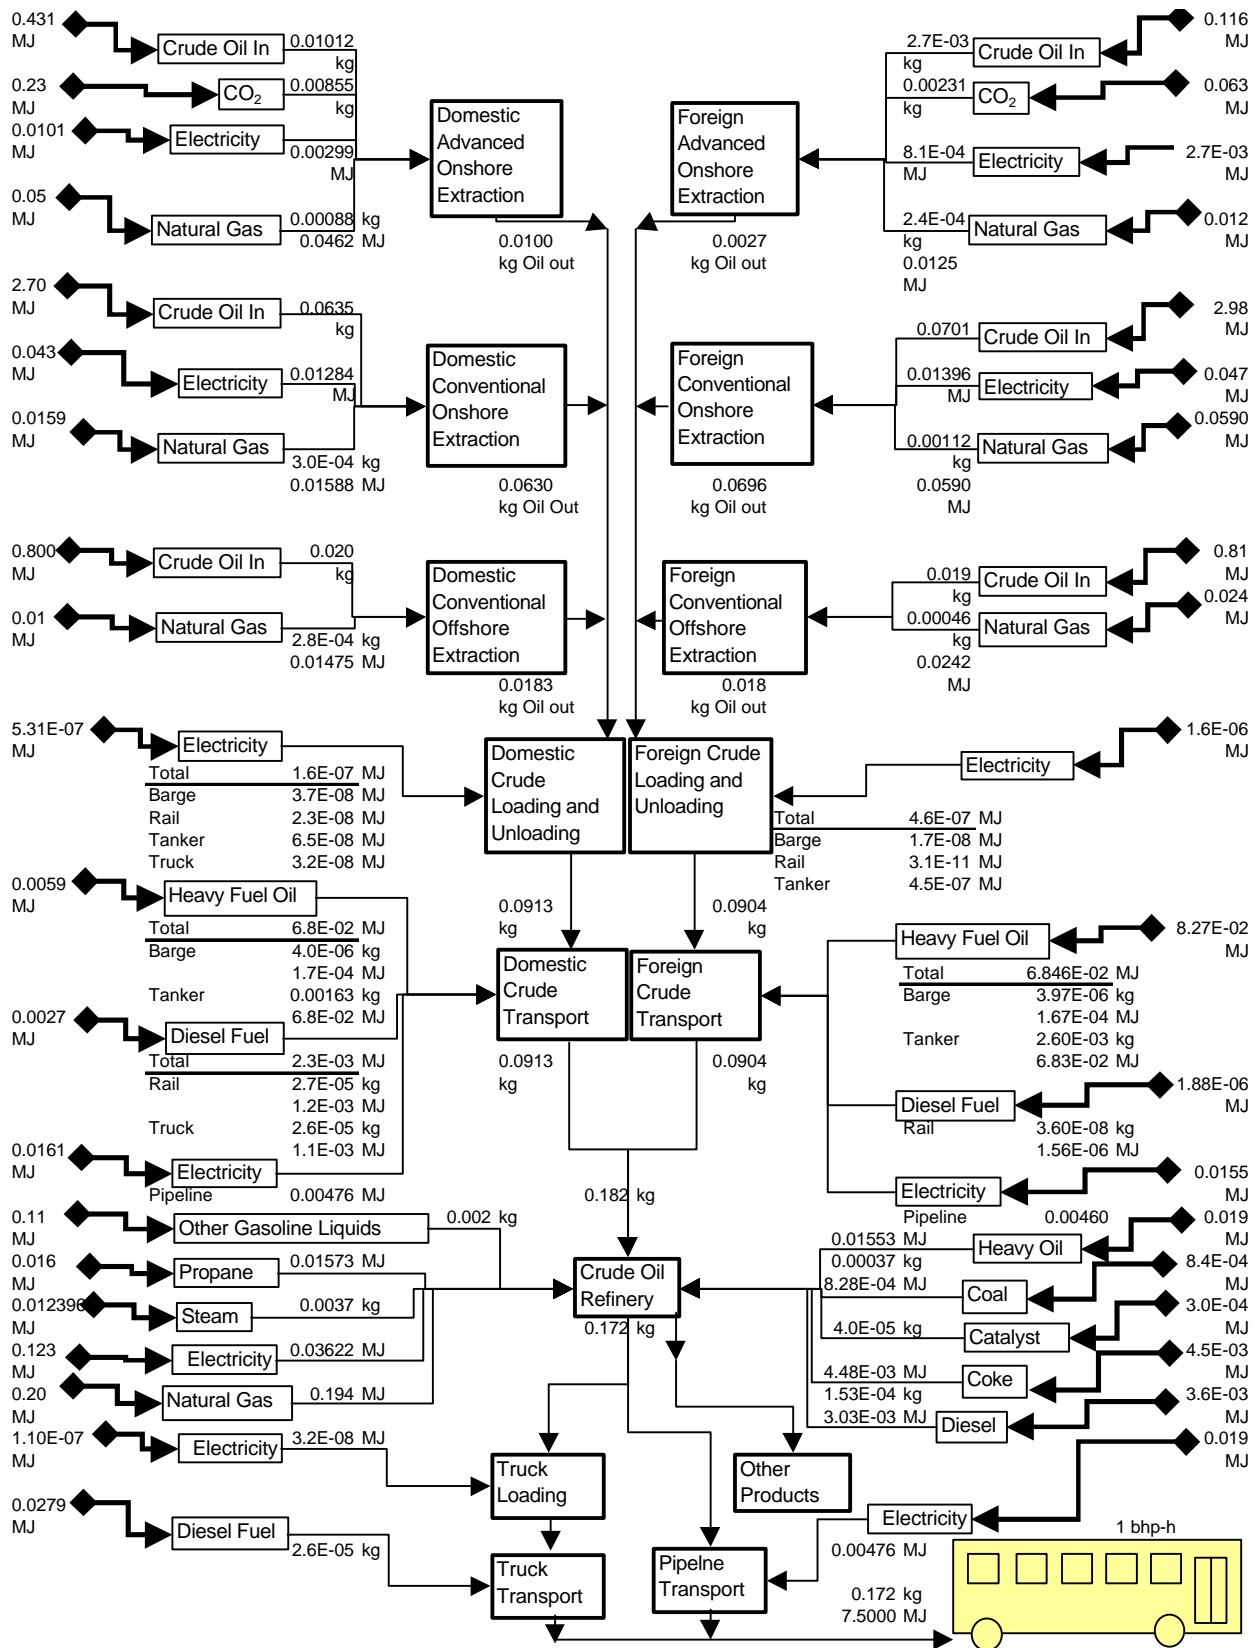 0.431
MJ
Crude Oil In
0.01012
kg
0.23
MJ
CO2
0.00855
kg
0.0101
MJ
Electricity
0.00299
MJ
0.05
MJ
Natural Gas
0.00088 kg
0.0462 MJ
Domestic
Advanced
Onshore
Extraction
0.0100
kg Oil out
Foreign
Advanced
Onshore
Extraction
0.0027
kg Oil out
2.7E-03
kg
Crude Oil In
0.116
MJ
0.00231
kg
CO2
0.063
MJ
8.1E-04
MJ
Electricity
2.7E-03
MJ
2.4E-04
kg
0.0125
MJ
Natural Gas
0.012
MJ
2.70
MJ
Crude Oil In
0.0635
kg
0.043
MJ
Electricity
0.01284
MJ
0.0159
MJ
Natural Gas
3.0E-04 kg
0.01588 MJ
Domestic
Conventional
Onshore
Extraction
0.0630
kg Oil Out
Foreign
Conventional
Onshore
Extraction
0.0696
kg Oil out
0.0701
Crude Oil In
2.98
MJ
0.01396
MJ
Electricity
0.047
MJ
0.00112
kg
0.0590
MJ
Natural Gas
0.0590
MJ
0.800
MJ
Crude Oil In
0.020
kg
0.01
MJ
Natural Gas
2.8E-04 kg
0.01475 MJ
Domestic
Conventional
Offshore
Extraction
0.0183
kg Oil out
Foreign
Conventional
Offshore
Extraction
0.018
kg Oil out
0.019
kg
Crude Oil In
0.81
MJ
0.00046
kg
0.0242
MJ
Natural Gas
0.024
MJ
5.31E-07
MJ
Electricity
Total 1.6E-07 MJ
Barge 3.7E-08 MJ
Rail 2.3E-08 MJ
Tanker 6.5E-08 MJ
Truck 3.2E-08 MJ
Domestic
Crude
Loading and
Unloading
Foreign Crude
Loading and
Unloading
Electricity
1.6E-06
MJ
Total 4.6E-07 MJ
Barge 1.7E-08 MJ
Rail 3.1E-11 MJ
Tanker 4.5E-07 MJ
0.0059
MJ
Heavy Fuel Oil
Total 6.8E-02 MJ
Barge 4.0E-06 kg
1.7E-04 MJ
Tanker 0.00163 kg
6.8E-02 MJ
0.0027
MJ
Diesel Fuel
Total 2.3E-03 MJ
Rail 2.7E-05 kg
1.2E-03 MJ
Truck 2.6E-05 kg
1.1E-03 MJ
0.0161
MJ
Electricity
Pipeline 0.00476 MJ
0.0913
kg
0.0904
kg
Domestic
Crude
Transport
Foreign
Crude
Transport
0.0913
kg
0.0904
kg
0.182 kg
Heavy Fuel Oil
8.27E-02
MJ
Total 6.846E-02 MJ
Barge 3.97E-06 kg
1.67E-04 MJ
Tanker 2.60E-03 kg
6.83E-02 MJ
Diesel Fuel
1.88E-06
MJ
Rail 3.60E-08 kg
1.56E-06 MJ
Electricity
0.0155
MJ
Pipeline 0.00460
0.11
MJ
Other Gasoline Liquids
0.002 kg
0.016
MJ
Propane
0.01573 MJ
0.012396
MJ
Steam
0.0037 kg
0.123
MJ
Electricity
0.03622 MJ
0.20
MJ
Natural Gas
0.194 MJ
Crude Oil
Refinery
0.172 kg
0.01553 MJ
0.00037 kg
Heavy Oil
0.019
MJ
8.28E-04 MJ
Coal
8.4E-04
MJ
4.0E-05 kg
Catalyst
3.0E-04
MJ
4.48E-03 MJ
1.53E-04 kg
Coke
4.5E-03
MJ
3.03E-03 MJ
Diesel
3.6E-03
MJ
1.10E-07
MJ
Electricity
3.2E-08 MJ
Truck
Loading
Other
Products
0.019
MJ
0.0279
MJ
Diesel Fuel
2.6E-05 kg
Truck
Transport
Pipelne
Transport
Electricity
0.00476 MJ
0.172 kg
7.5000 MJ
1 bhp-h